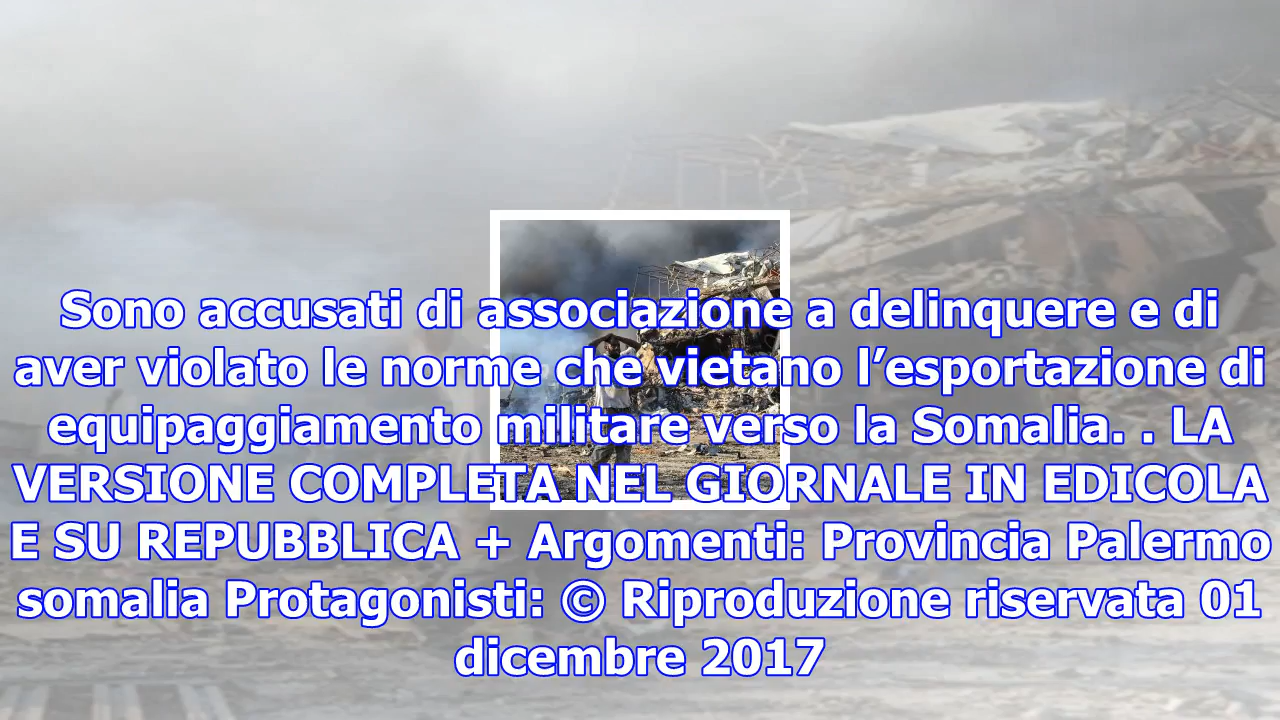 Sono accusati di associazione a delinquere e di
aver violato le norme che vietano l’esportazione di
equipaggiamento militare verso la Somalia. . LA
VERSIONE COMPLETA NEL GIORNALE IN EDICOLA
E SU REPUBBLICA + Argomenti: Provincia Palermo
somalia Protagonisti: © Riproduzione riservata 01
dicembre 2017